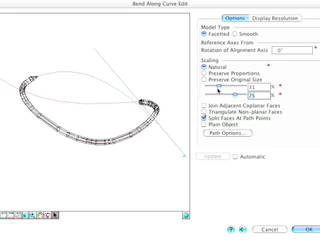 Bend Along Curve Edit
Options
Display Resolution
Model Type
Facetted
Smooth
Reference Axes From
Rotation of Alignment Axis
0°
Scaling
Natural
Preserve Proportions
Preserve Original Size
31 %
75 %
Join Adjacent Coplanar Faces
Triangulate Non-planar Faces
Split Faces At Path Points
Plain Object
Path Options...
Update
Automatic
?
Cancel
OK